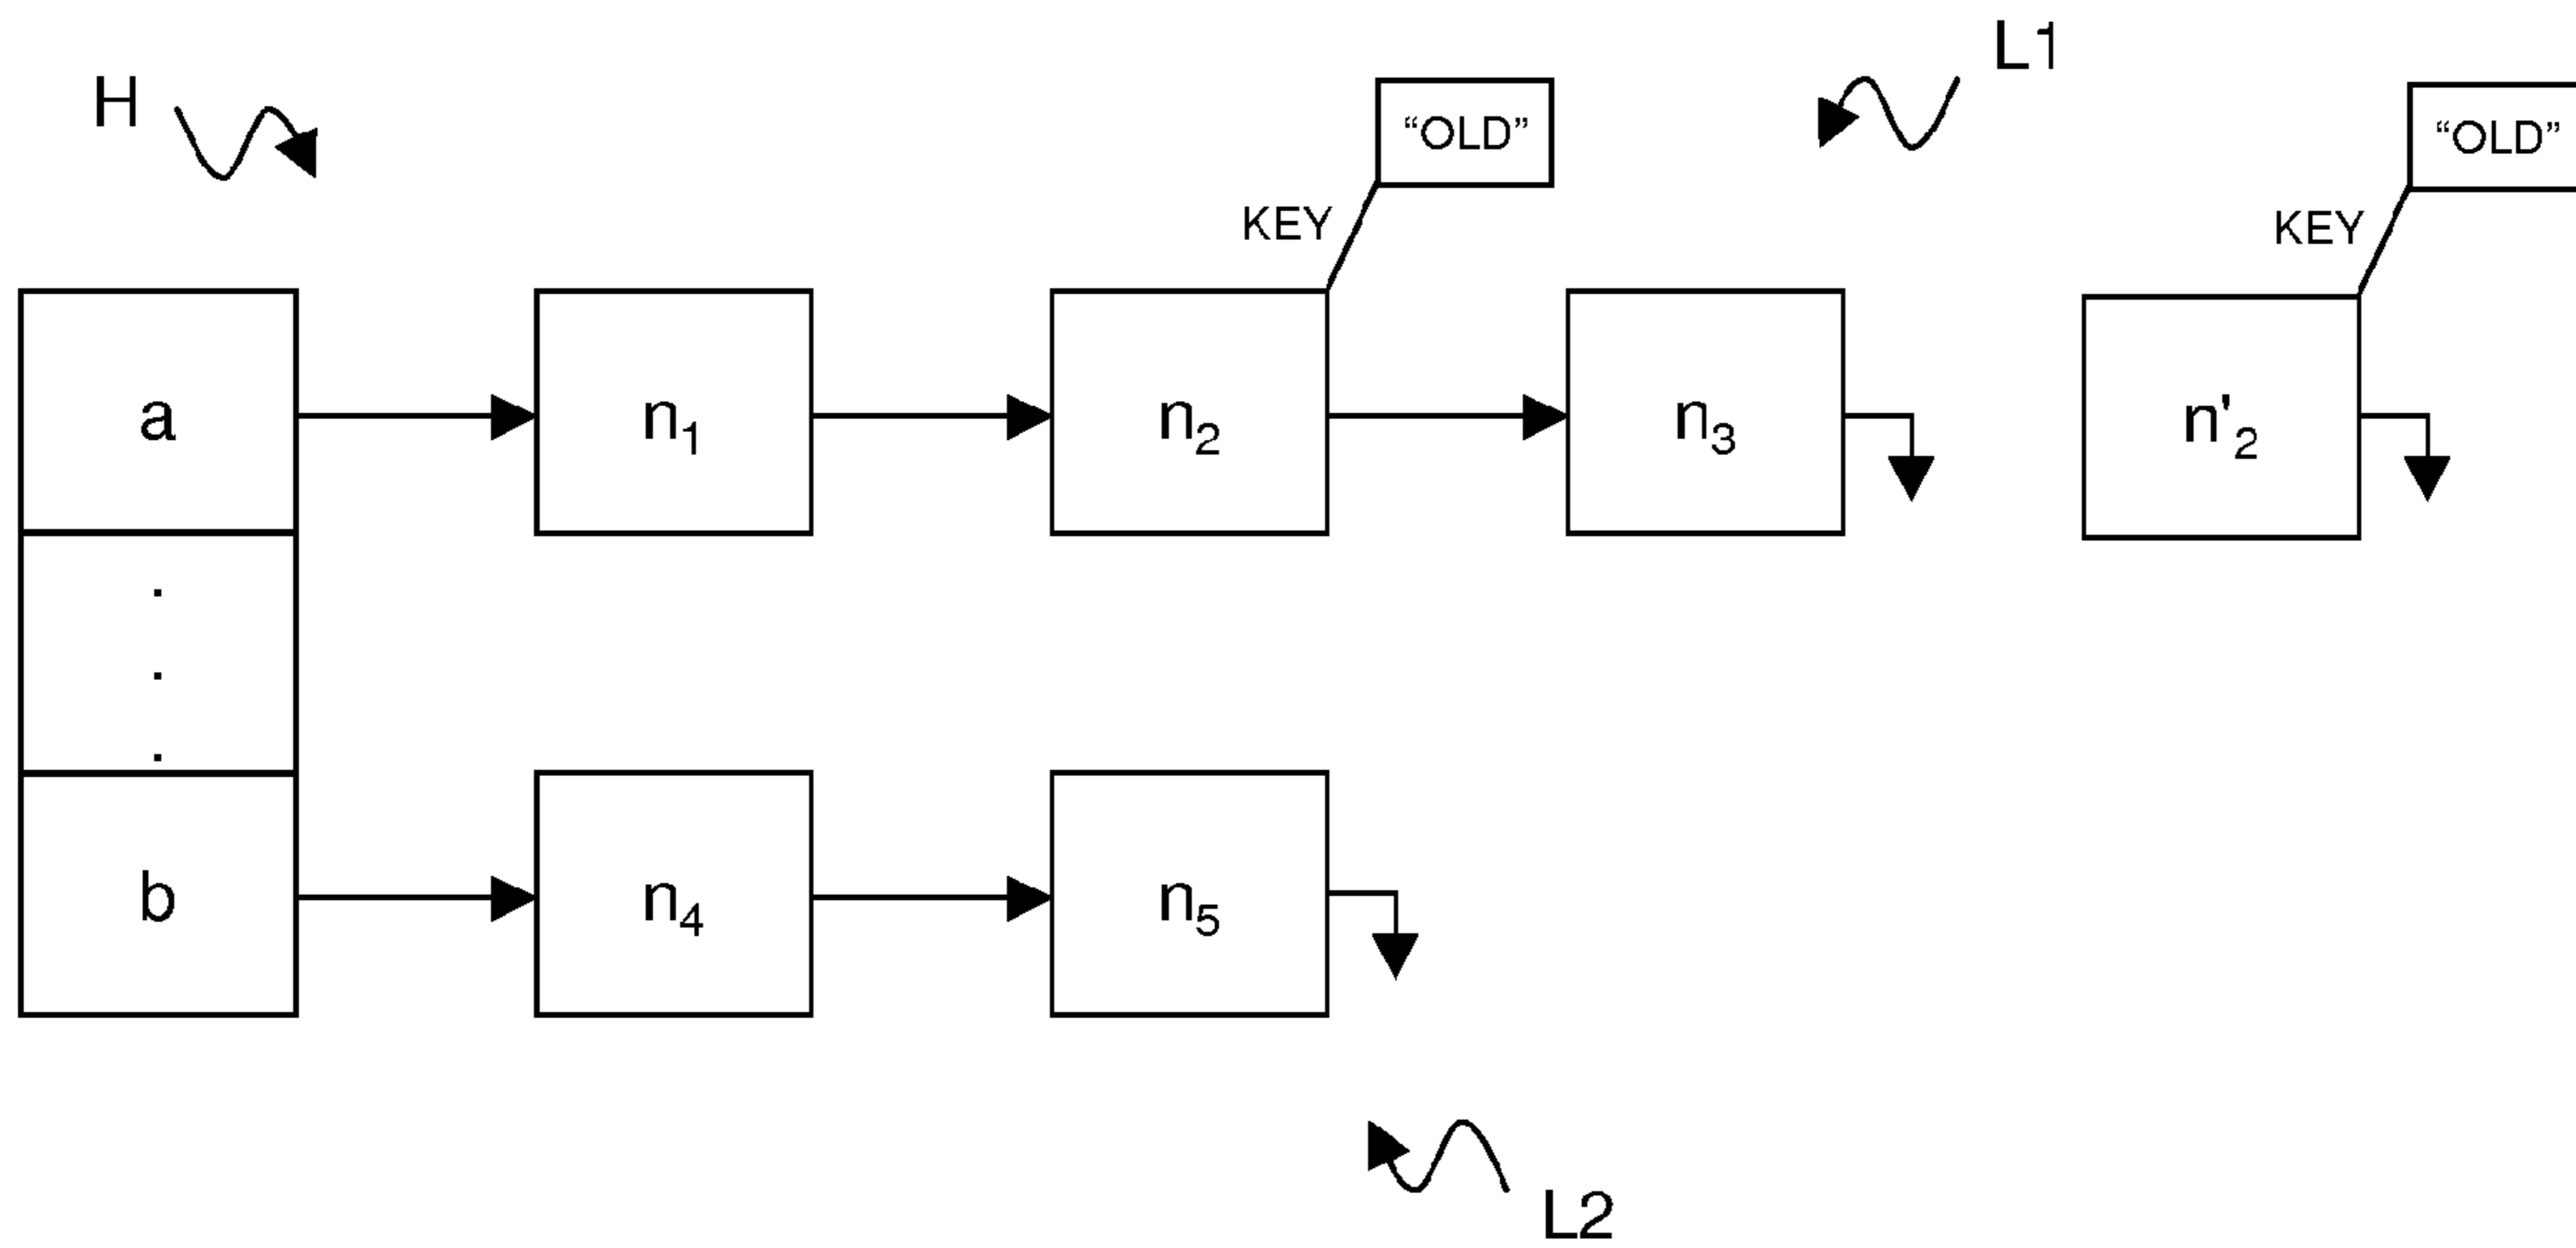 H
L1
“OLD”
“OLD”
KEY
KEY
a
n₁
n₂
n₃
n'₂
.
.
.
b
n₄
n₅
L2